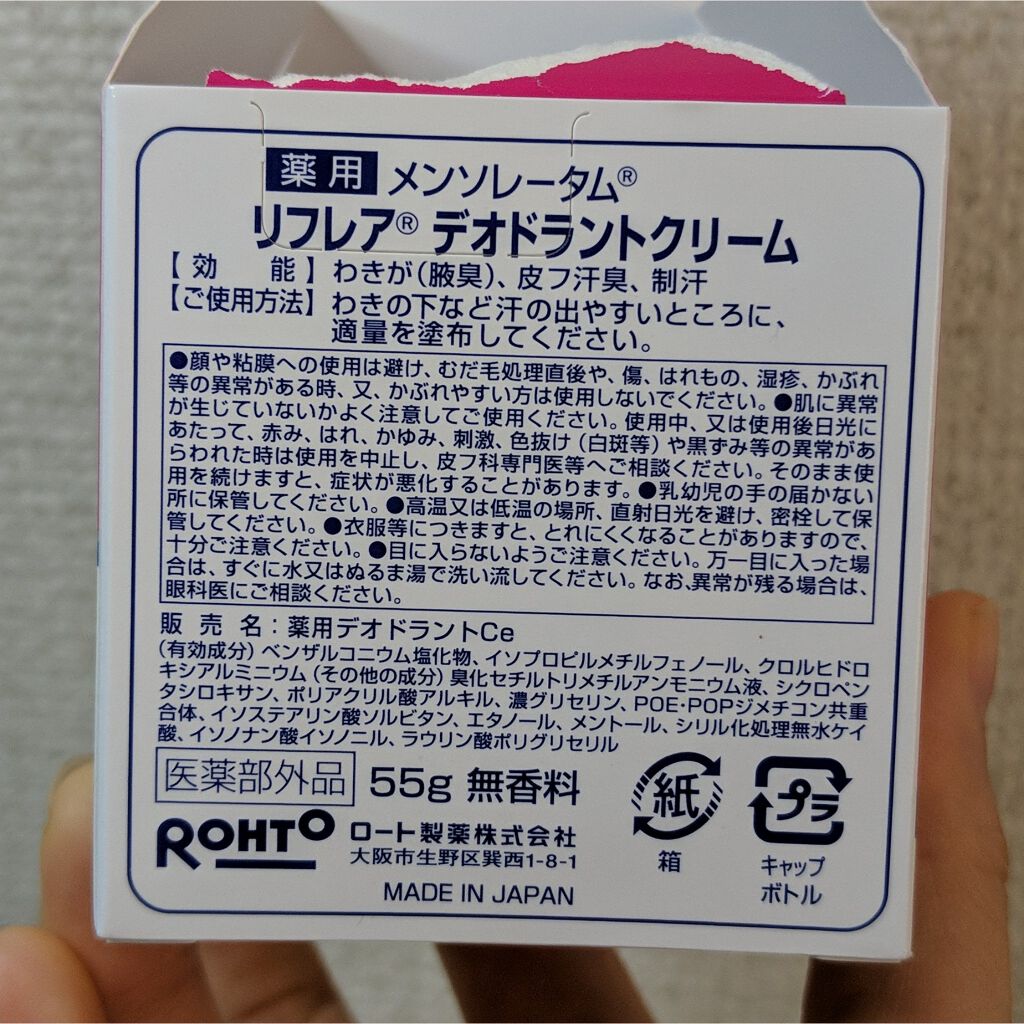 薬用 メンソレータム®
リフレア® デオドラントクリーム
【効　　能】わきが(腋臭)、皮フ汗臭、制汗
【ご使用方法】わきの下など汗の出やすいところに、
適量を塗布してください。
●顔や粘膜への使用は避け、むだ毛処理直後や、傷、はれもの、湿疹、かぶれ
等の異常がある時、又、かぶれやすい方は使用しないでください。●肌に異常
が生じていないかよく注意してご使用ください。使用中、又は使用後日光に
あたって、赤み、はれ、かゆみ、刺激、色抜け(白斑等)や黒ずみ等の異常があ
らわれた時は使用を中止し、皮フ科専門医等へご相談ください。そのまま使
用を続けますと、症状が悪化することがあります。●乳幼児の手の届かない
所に保管してください。●高温又は低温の場所、直射日光を避け、密栓して保
管してください。●衣服等につきますと、とれにくくなることがありますので、
十分ご注意ください。●目に入らないようご注意ください。万一目に入った場
合は、すぐに水又はぬるま湯で洗い流してください。なお、異常が残る場合は、
眼科医にご相談ください。
販 売 名：薬用デオドラントCe
(有効成分)ベンザルコニウム塩化物、イソプロピルメチルフェノール、クロルヒドロ
キシアルミニウム(その他の成分)臭化セチルトリメチルアンモニウム液、シクロペン
タシロキサン、ポリアクリル酸アルキル、濃グリセリン、POE・POPジメチコン共重
合体、イソステアリン酸ソルビタン、エタノール、メントール、シリル化処理無水ケイ
酸、イソノナン酸イソノニル、ラウリン酸ポリグリセリル
医薬部外品 55g 無香料
紙
箱
プラ
キャップ
ボトル
ROHTO ロート製薬株式会社
大阪市生野区巽西1-8-1
MADE IN JAPAN